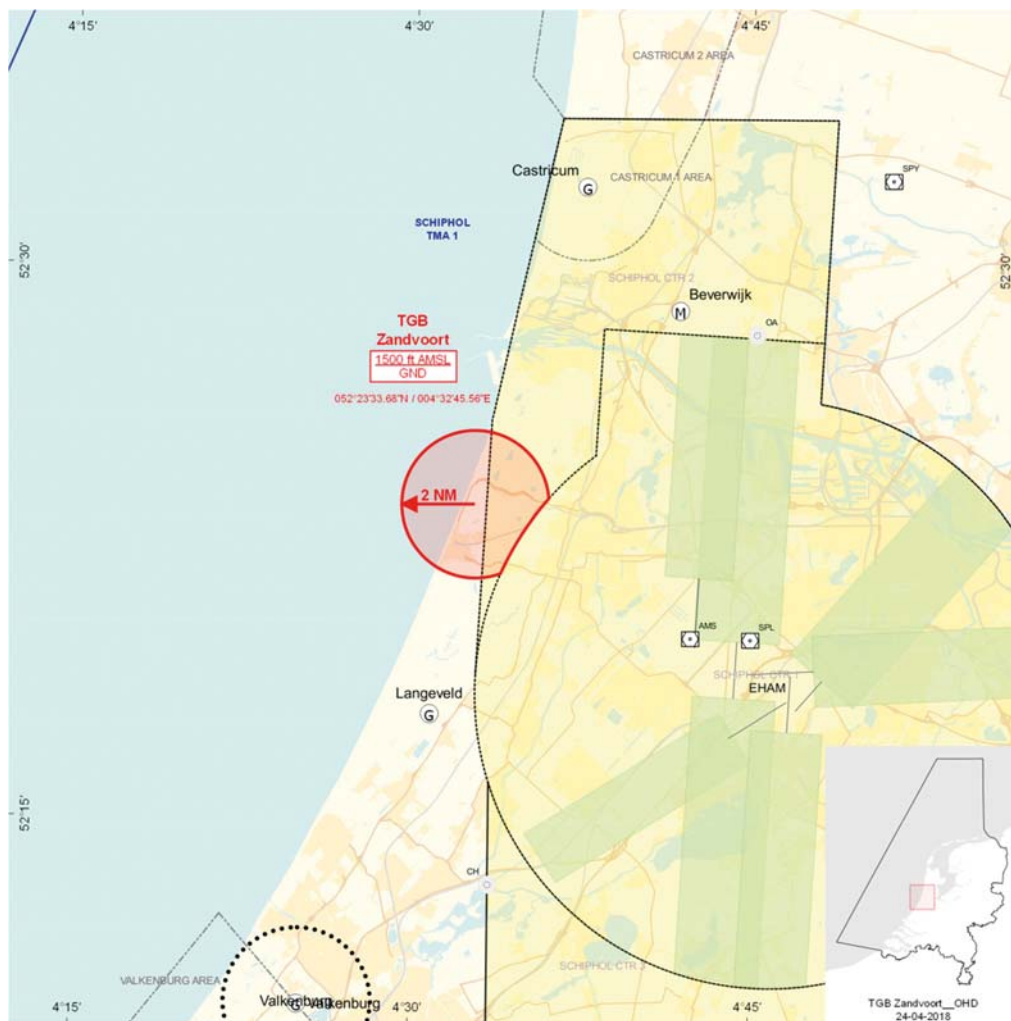 4°15'
4°30'
4°45'
CASTRICUM 2 AREA
Castricum
G
CASTRICUM 1 AREA
SPY
SCHIPHOL
TMA 1
52°30'
52°30'
SCHIPHOL CTR 2
Beverwijk
M
OA
TGB
Zandvoort
1500 ft AMSL
GND
052°23'33.68"N / 004°32'45.56"E
2 NM
AMS
SPL
SCHIPHOL CTR 1
EHAM
Langeveld
G
52°15'
CH
SCHIPHOL CTR 3
VALKENBURG AREA
Valkenburg
G
Valkenburg
4°15'
4°30'
4°45'
TGB Zandvoort__OHD
24-04-2018